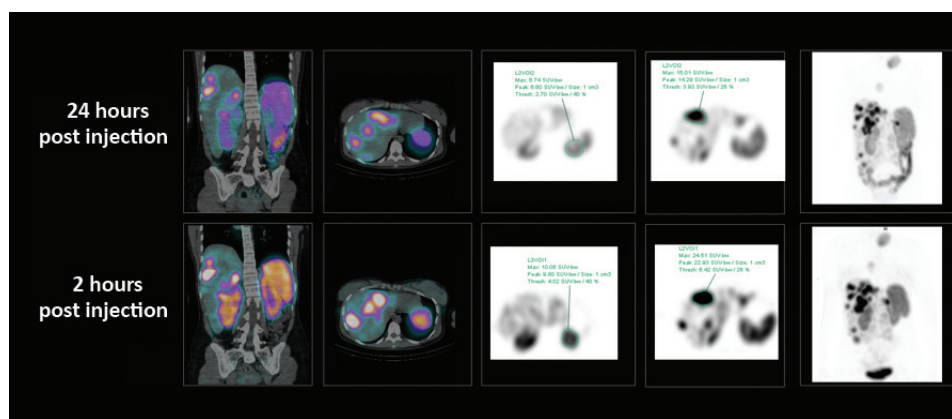 24 hours
post injection
L3VOI2
Max: 6.74 SUVbw
Peak: 6.60 SUVbw / Size: 1 cm3
Thresh: 2.70 SUVbw / 40 %
Max: 15.01 SUVbw
Peak: 14.29 SUVbw / Size: 1 cm3
Thresh: 3.93 SUVbw / 26 %
2 hours
post injection
L3VOI1
Max: 10.05 SUVbw
Peak: 9.80 SUVbw / Size: 1 cm3
Thresh: 4.02 SUVbw / 40 %
L2VOI1
Max: 24.61 SUVbw
Peak: 22.93 SUVbw / Size: 1 cm3
Thresh: 6.42 SUVbw / 26 %